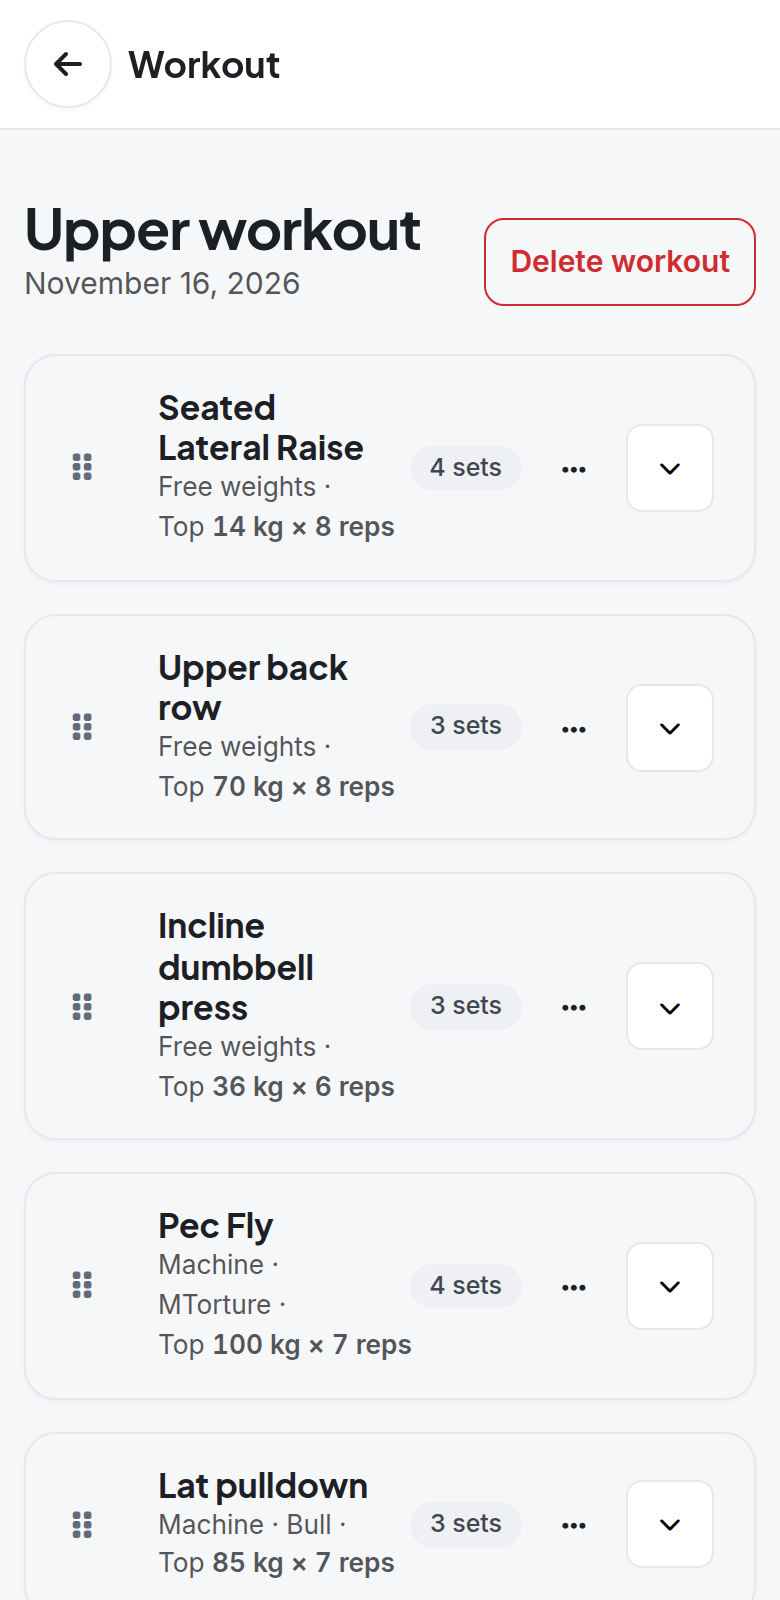 Workout
Upper workout
Delete workout
November 16, 2026
Seated
Lateral Raise
Free weights ·
Top 14 kg × 8 reps
4 sets
Upper back
row
Free weights ·
Top 70 kg × 8 reps
3 sets
Incline
dumbbell
press
Free weights ·
Top 36 kg × 6 reps
3 sets
Pec Fly
Machine ·
MTorture ·
Top 100 kg × 7 reps
4 sets
Lat pulldown
Machine · Bull ·
Top 85 kg × 7 reps
3 sets